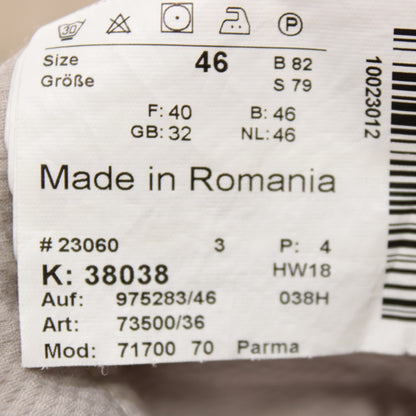 30 P
Size 46 B 82
Größe S 79
F: 40 B: 46
GB: 32 NL: 46
Made in Romania
# 23060 3 P: 4
K: 38038 HW18
Auf: 975283/46 038H
Art: 73500/36
Mod: 71700 70 Parma
10023012